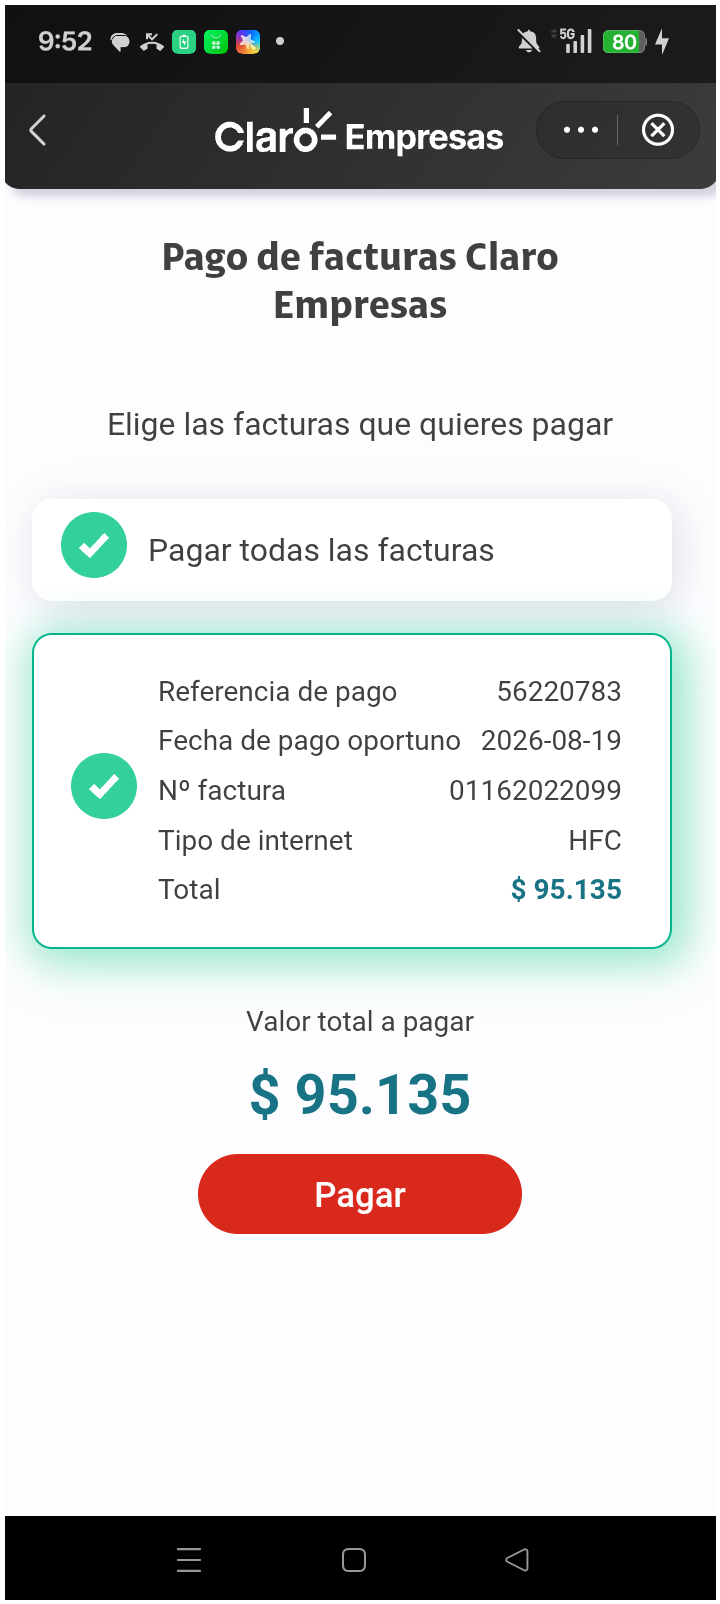 9:52
5G
80
Claro Empresas
Pago de facturas Claro
Empresas
Elige las facturas que quieres pagar
Pagar todas las facturas
Referencia de pago 56220783
Fecha de pago oportuno 2026-08-19
Nº factura 01162022099
Tipo de internet HFC
Total $ 95.135
Valor total a pagar
$ 95.135
Pagar